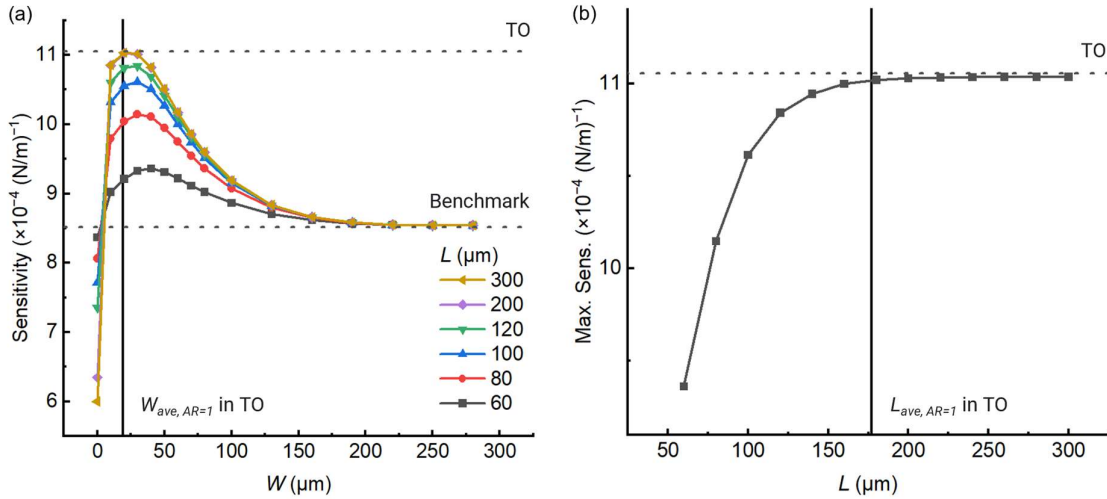 (a)
TO
11
10
9
8
7
6
Sensitivity (×10⁻⁴ (N/m)⁻¹)
Benchmark
L (μm)
300
200
120
100
80
60
W_ave, AR=1 in TO
0 50 100 150 200 250 300
W (μm)
(b)
TO
11
10
Max. Sens. (×10⁻⁴ (N/m)⁻¹)
L_ave, AR=1 in TO
50 100 150 200 250 300
L (μm)